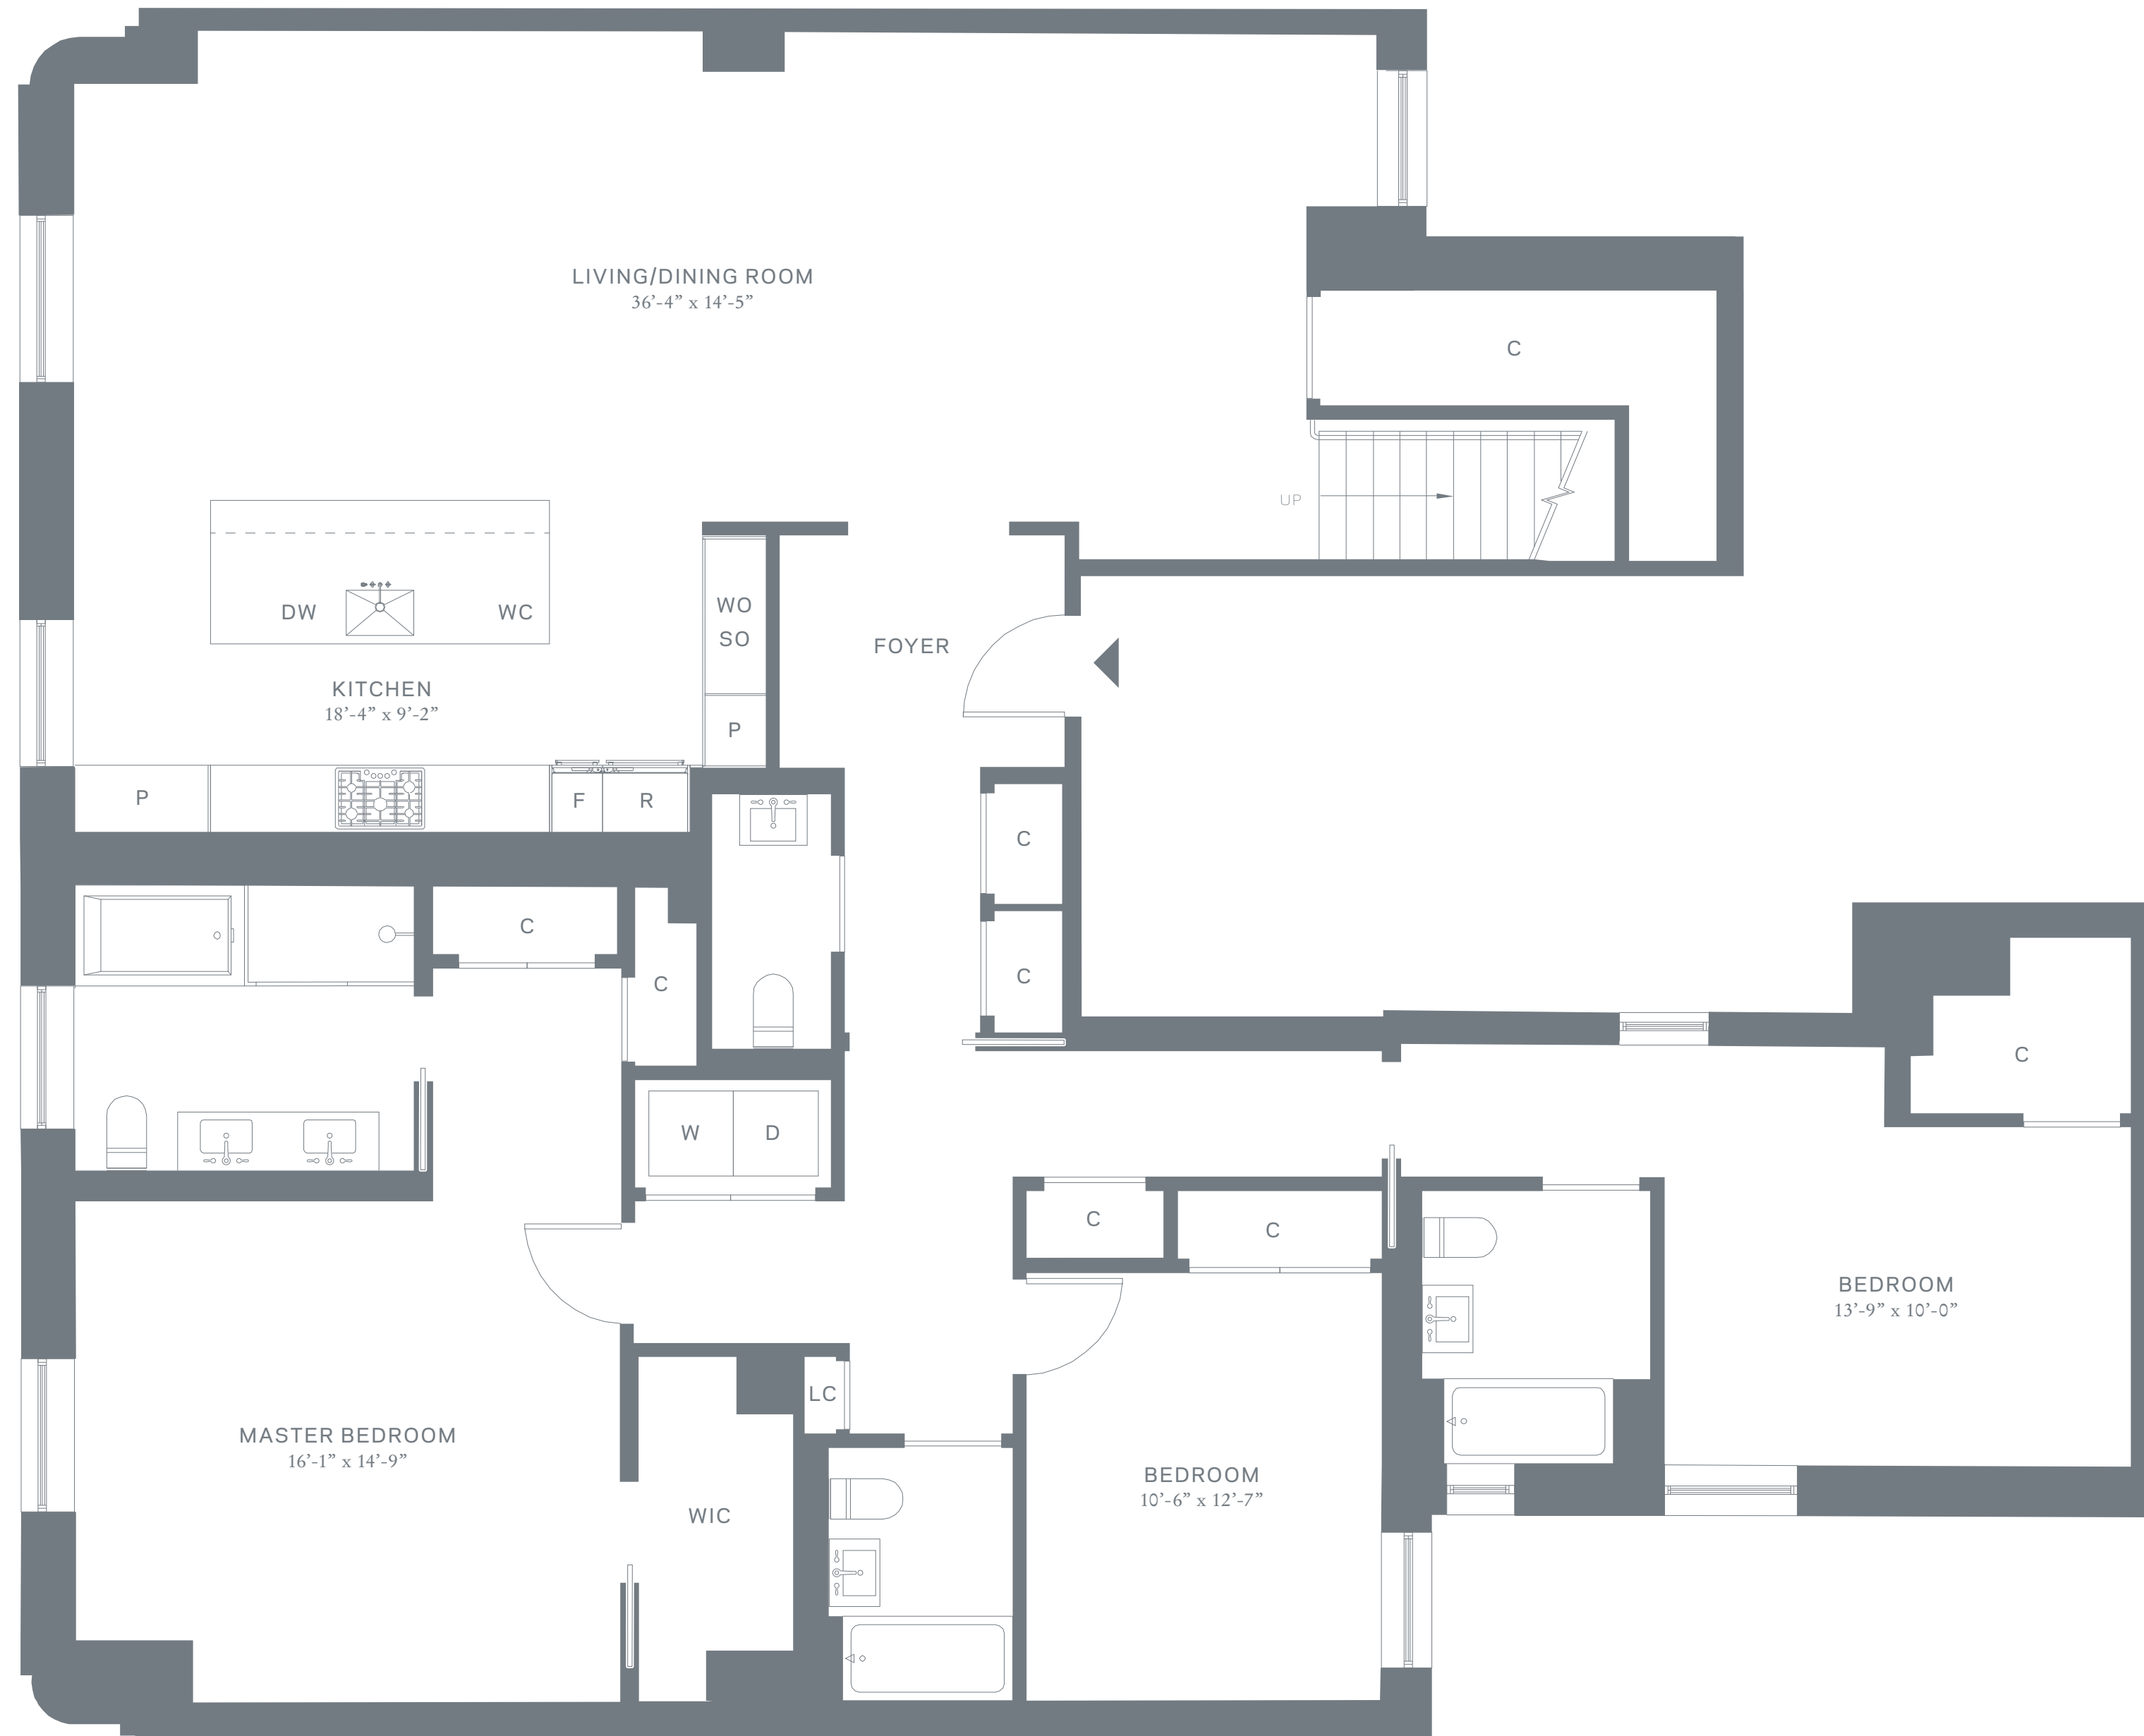 LIVING/DINING ROOM
36’-4” x 14’-5”
C
UP
DW
WC
WO
SO
FOYER
KITCHEN
18’-4” x 9’-2”
P
P
F
R
C
C
C
C
C
W
D
C
C
C
BEDROOM
13’-9” x 10’-0”
LC
MASTER BEDROOM
16’-1” x 14’-9”
BEDROOM
10’-6” x 12’-7”
WIC